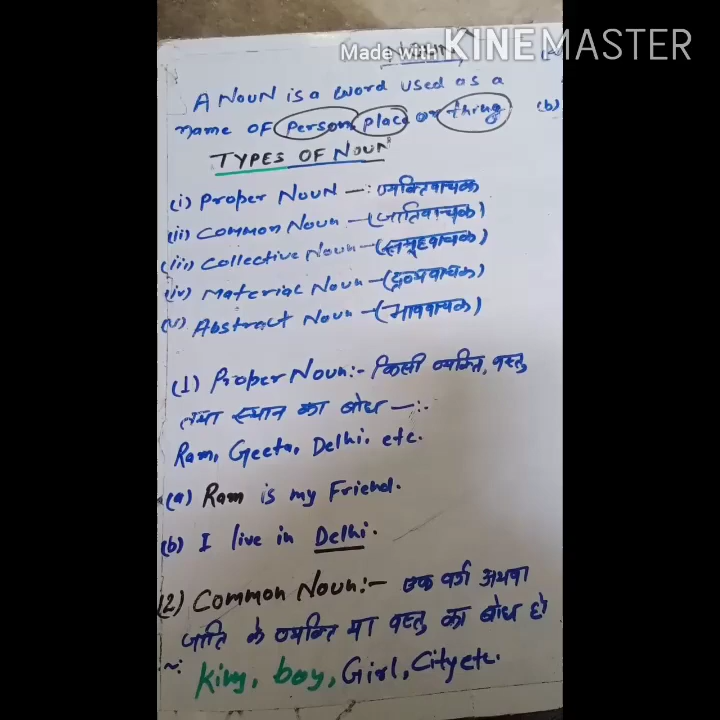 NOUN
Made with KINEMASTER
A NOUN is a word used as a
name OF Person, place or thing.
(b)
TYPES OF NOUN
(i) Proper Noun —: व्यक्तिवाचक
(ii) Common Noun —(जातिवाचक)
(iii) Collective Noun —(समूहवाचक)
(iv) Material Noun —(द्रव्यवाचक)
(v) Abstract Noun —(भाववाचक)
(1) Proper Noun:- किसी व्यक्ति, वस्तु
तथा स्थान का बोध —:-
Ram, Geeta, Delhi, etc.
(a) Ram is my Friend.
(b) I live in Delhi.
(2) Common Noun:- एक वर्ग अथवा
जाति के व्यक्ति या वस्तु का बोध हो
King, boy, Girl, City etc.